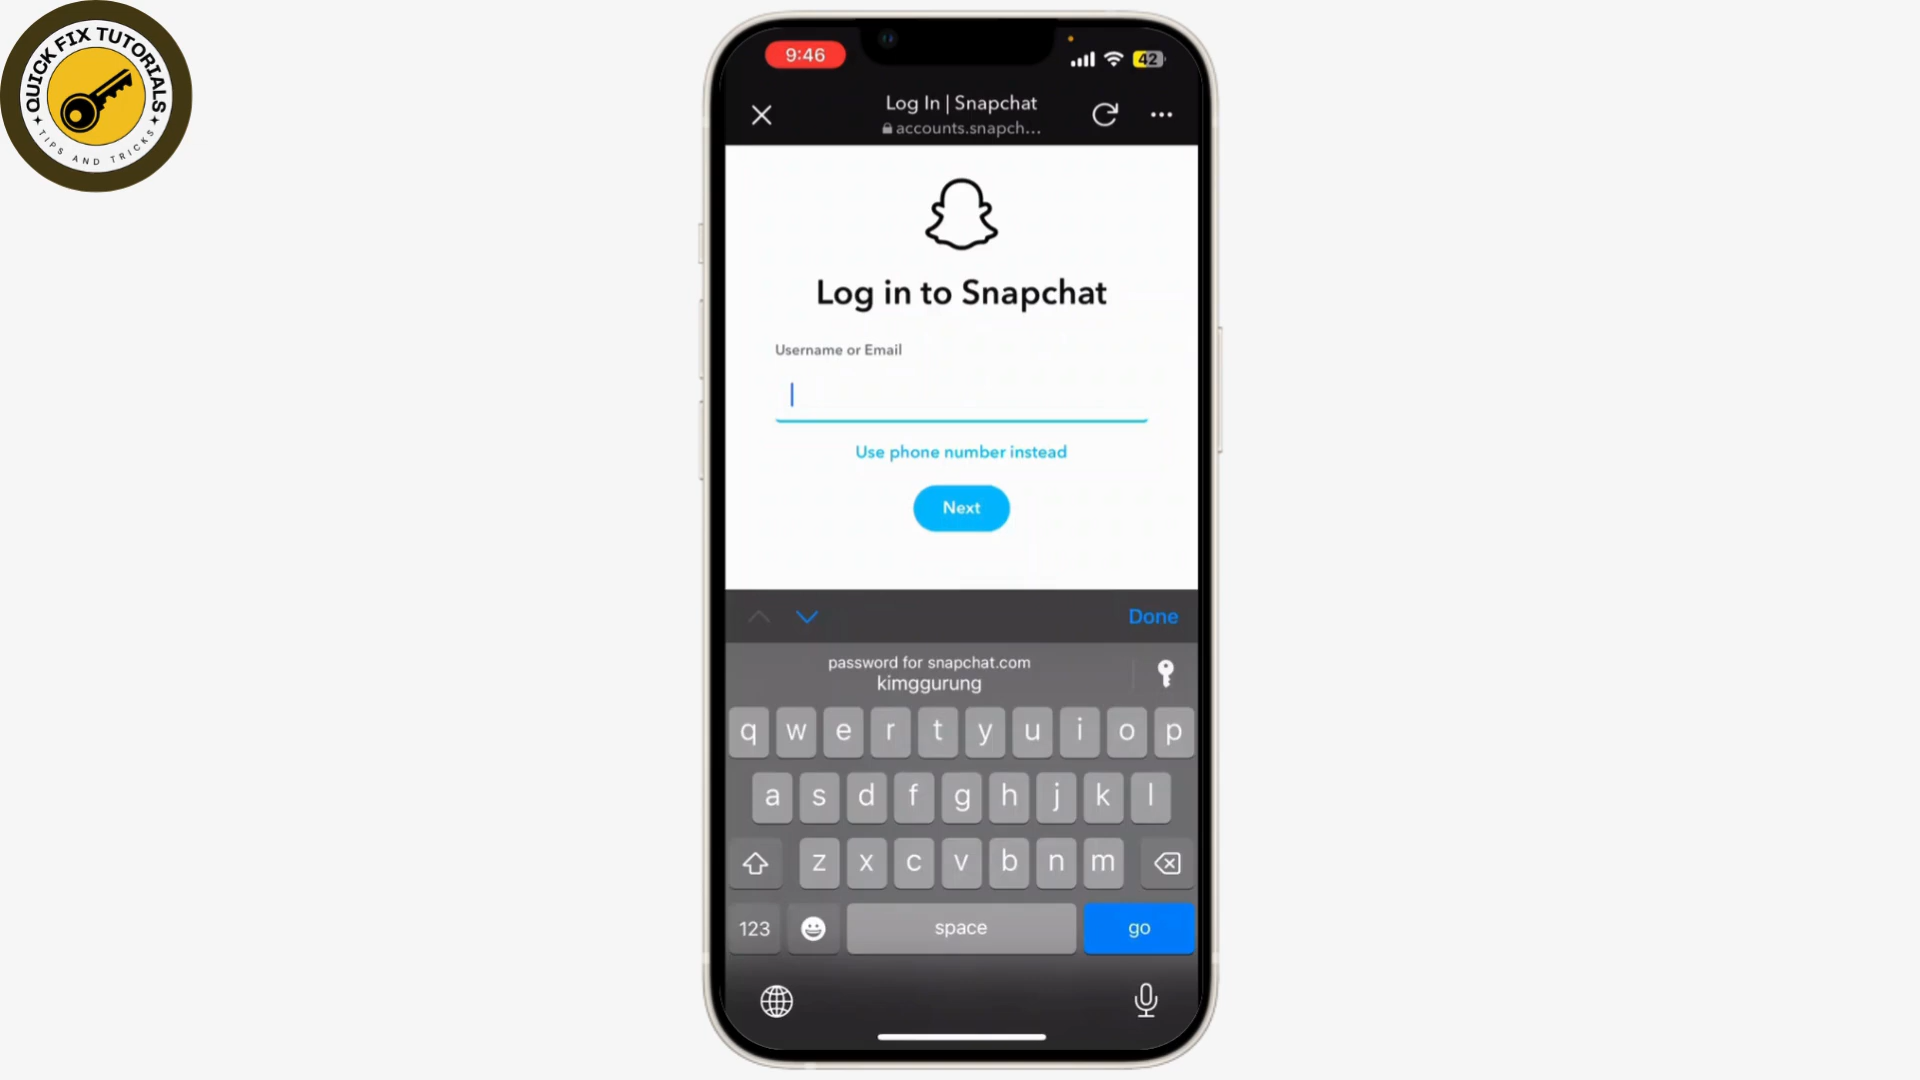 QUICK FIX TUTORIALS
TIPS AND TRICKS
9:46
42
Log In | Snapchat
accounts.snapch...
Log in to Snapchat
Username or Email
Use phone number instead
Next
Done
password for snapchat.com
kimggurung
q w e r t y u i o p
a s d f g h j k l
z x c v b n m
123 space go